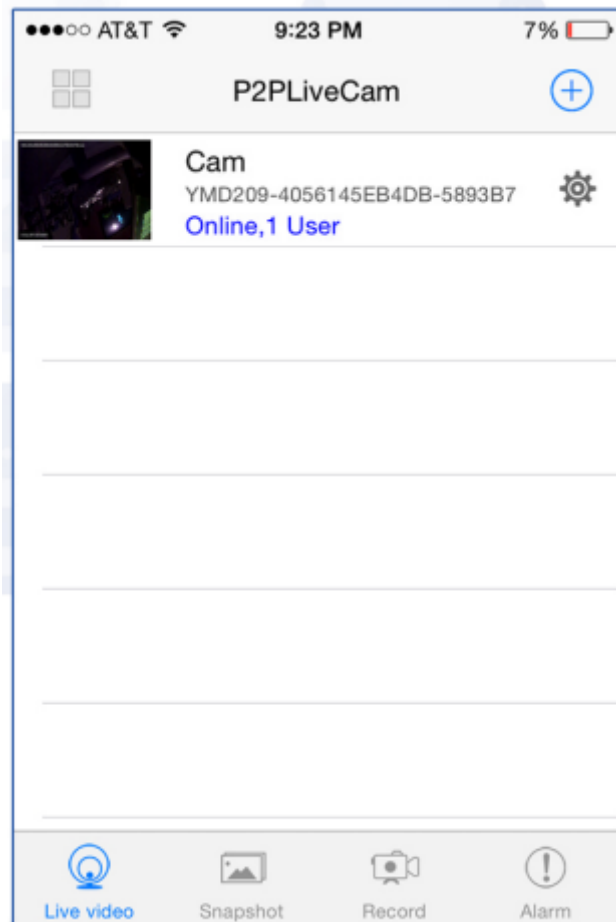 AT&T 9:23 PM 7%
P2PLiveCam
Cam
YMD209-4056145EB4DB-5893B7
Online,1 User
Live video Snapshot Record Alarm